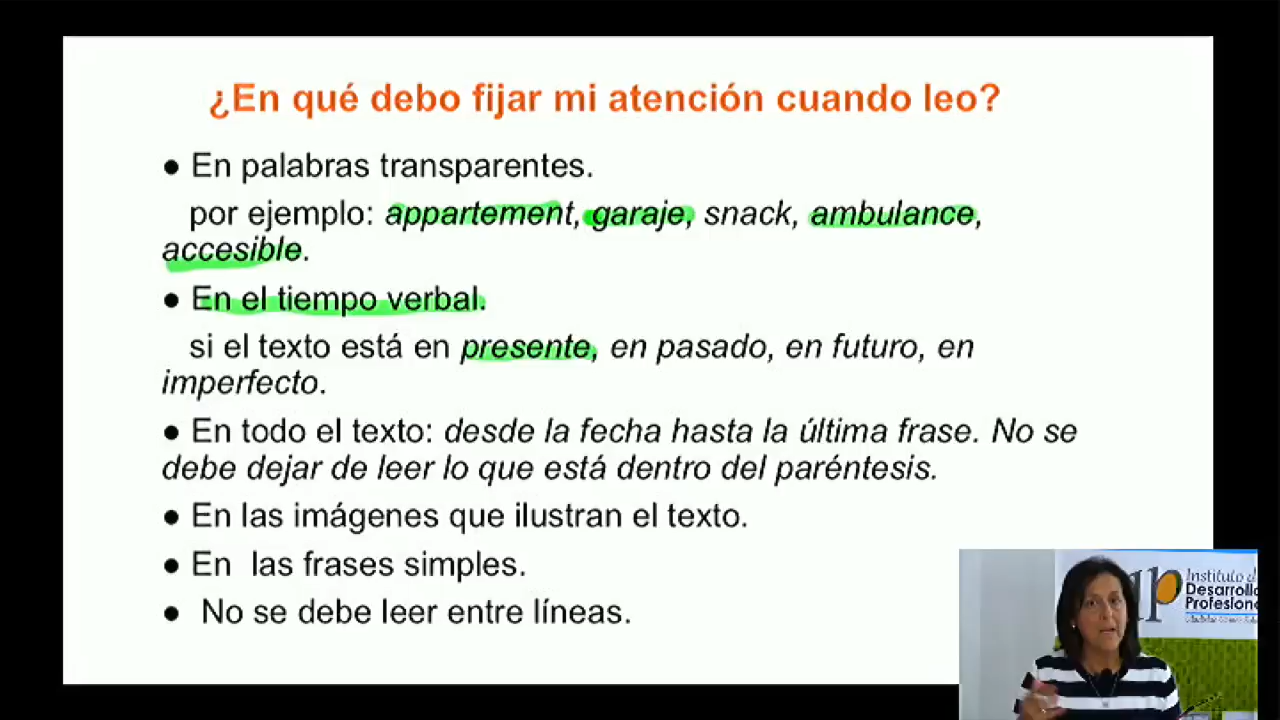 ¿En qué debo fijar mi atención cuando leo?
● En palabras transparentes.
por ejemplo: appartement, garaje, snack, ambulance,
accesible.
● En el tiempo verbal.
si el texto está en presente, en pasado, en futuro, en
imperfecto.
● En todo el texto: desde la fecha hasta la última frase. No se
debe dejar de leer lo que está dentro del paréntesis.
● En las imágenes que ilustran el texto.
● En las frases simples.
● No se debe leer entre líneas.
Instituto d
Desarrollo
Profesiona